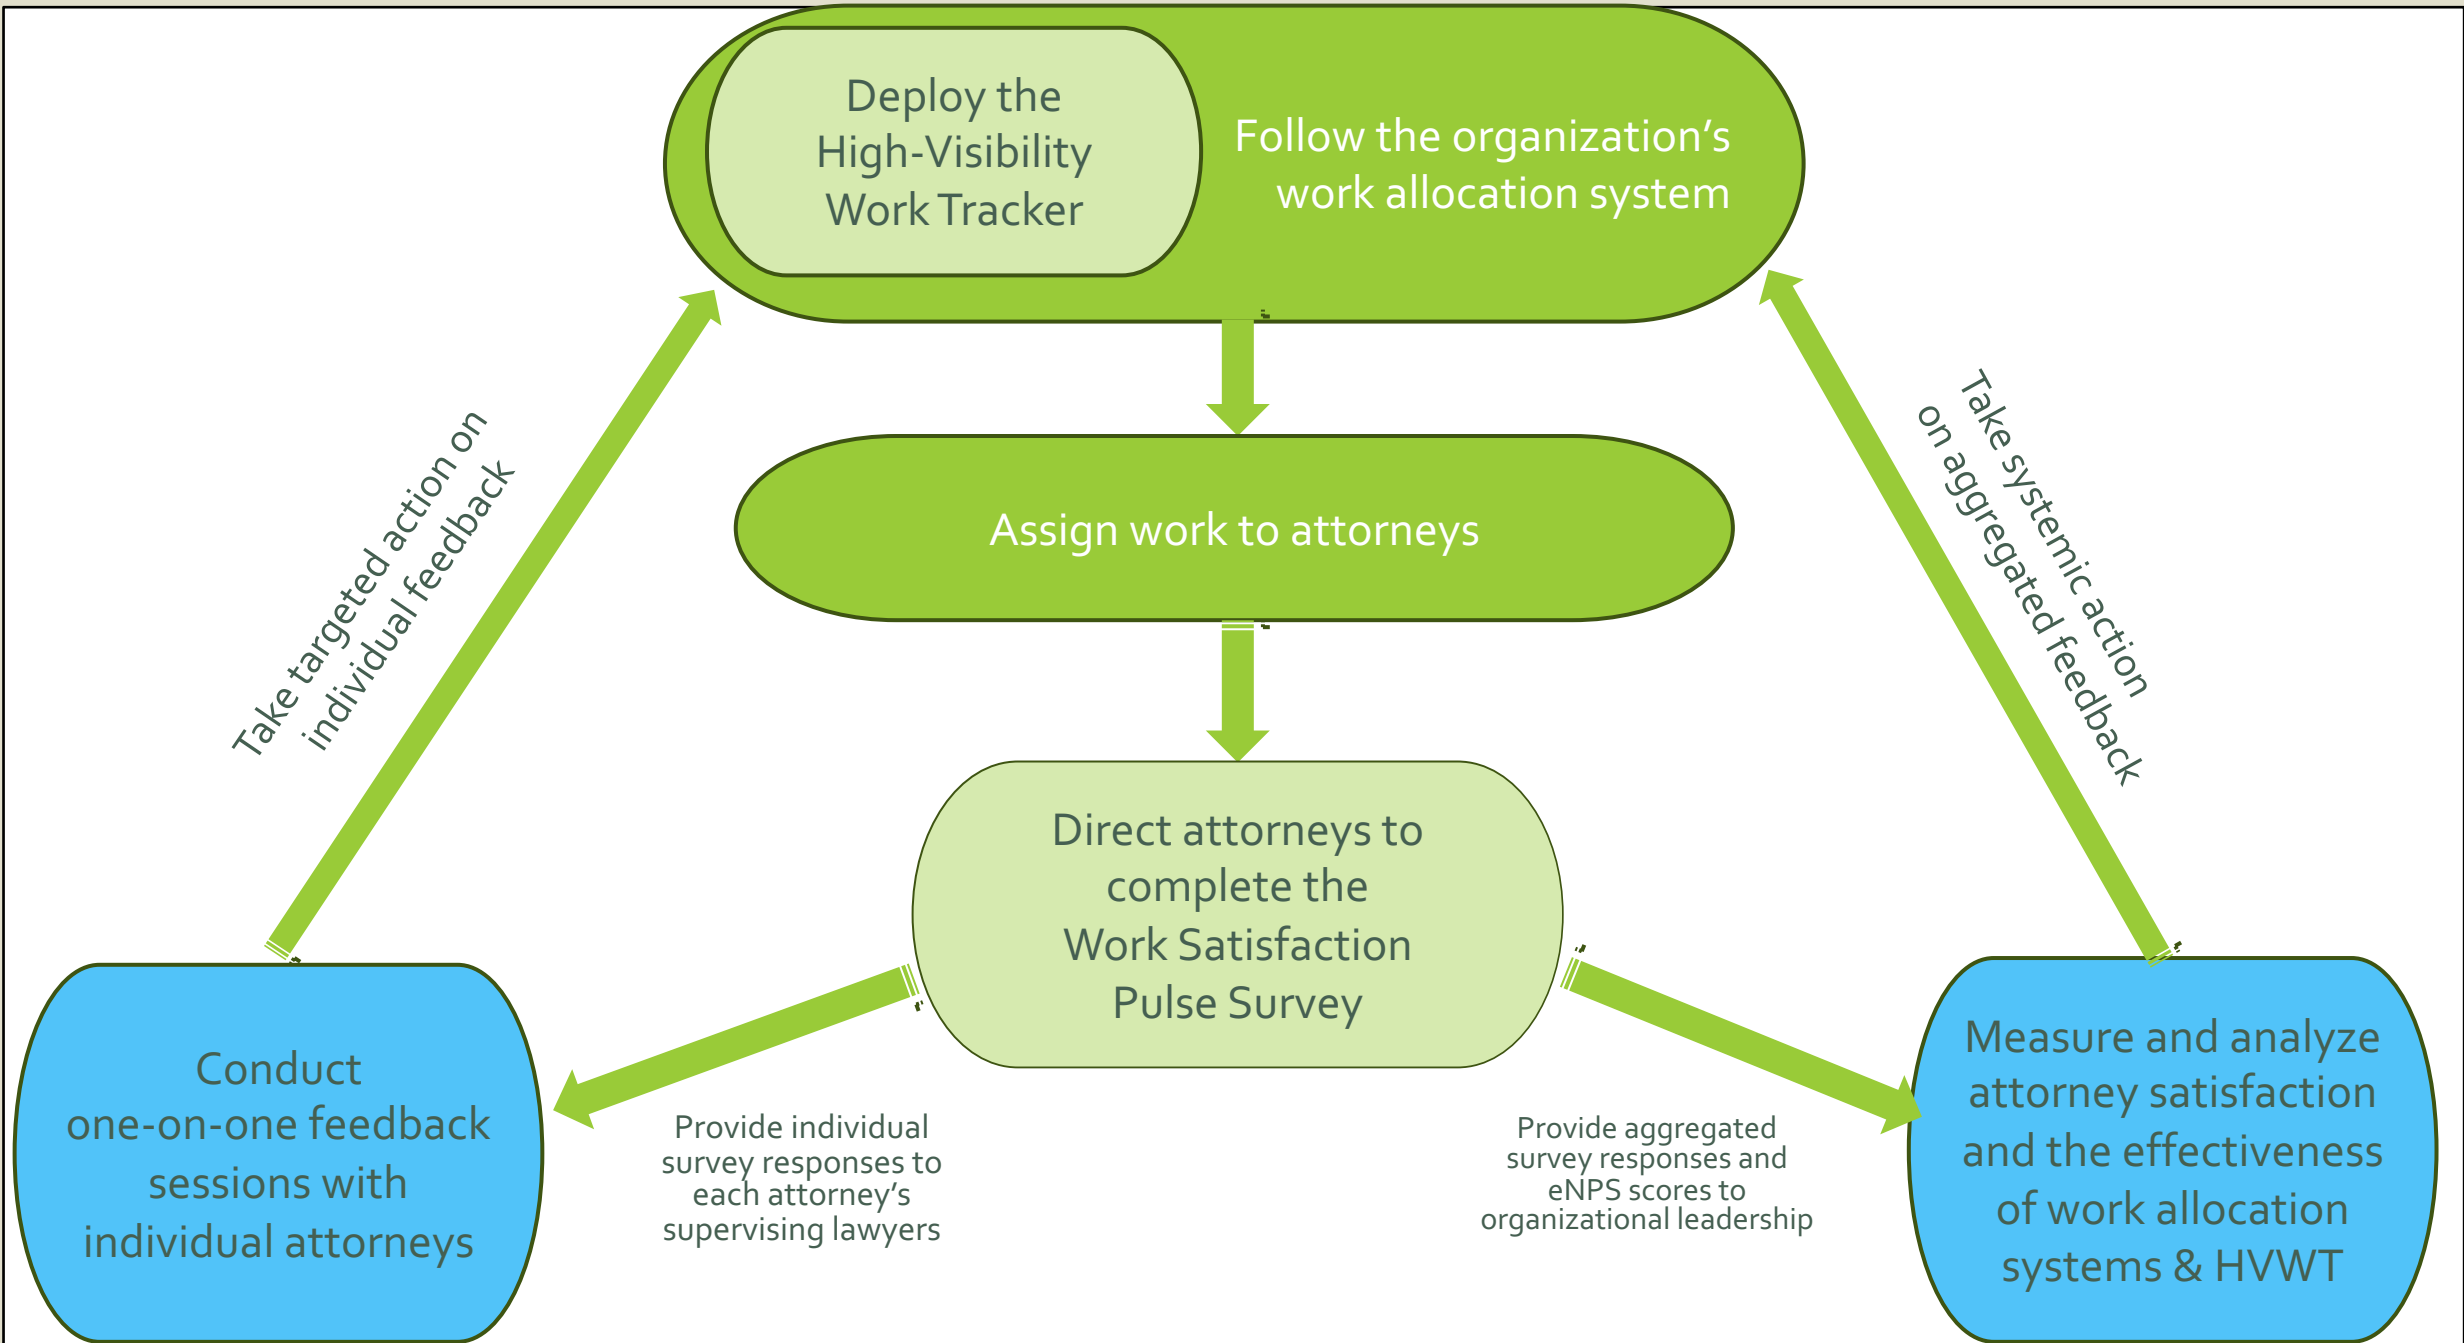 Deploy the
High-Visibility
Work Tracker
Follow the organization’s
work allocation system
Take targeted action on
individual feedback
Take systemic action
on aggregated feedback
Assign work to attorneys
Direct attorneys to
complete the
Work Satisfaction
Pulse Survey
Conduct
one-on-one feedback
sessions with
individual attorneys
Provide individual
survey responses to
each attorney’s
supervising lawyers
Provide aggregated
survey responses and
eNPS scores to
organizational leadership
Measure and analyze
attorney satisfaction
and the effectiveness
of work allocation
systems & HVWT